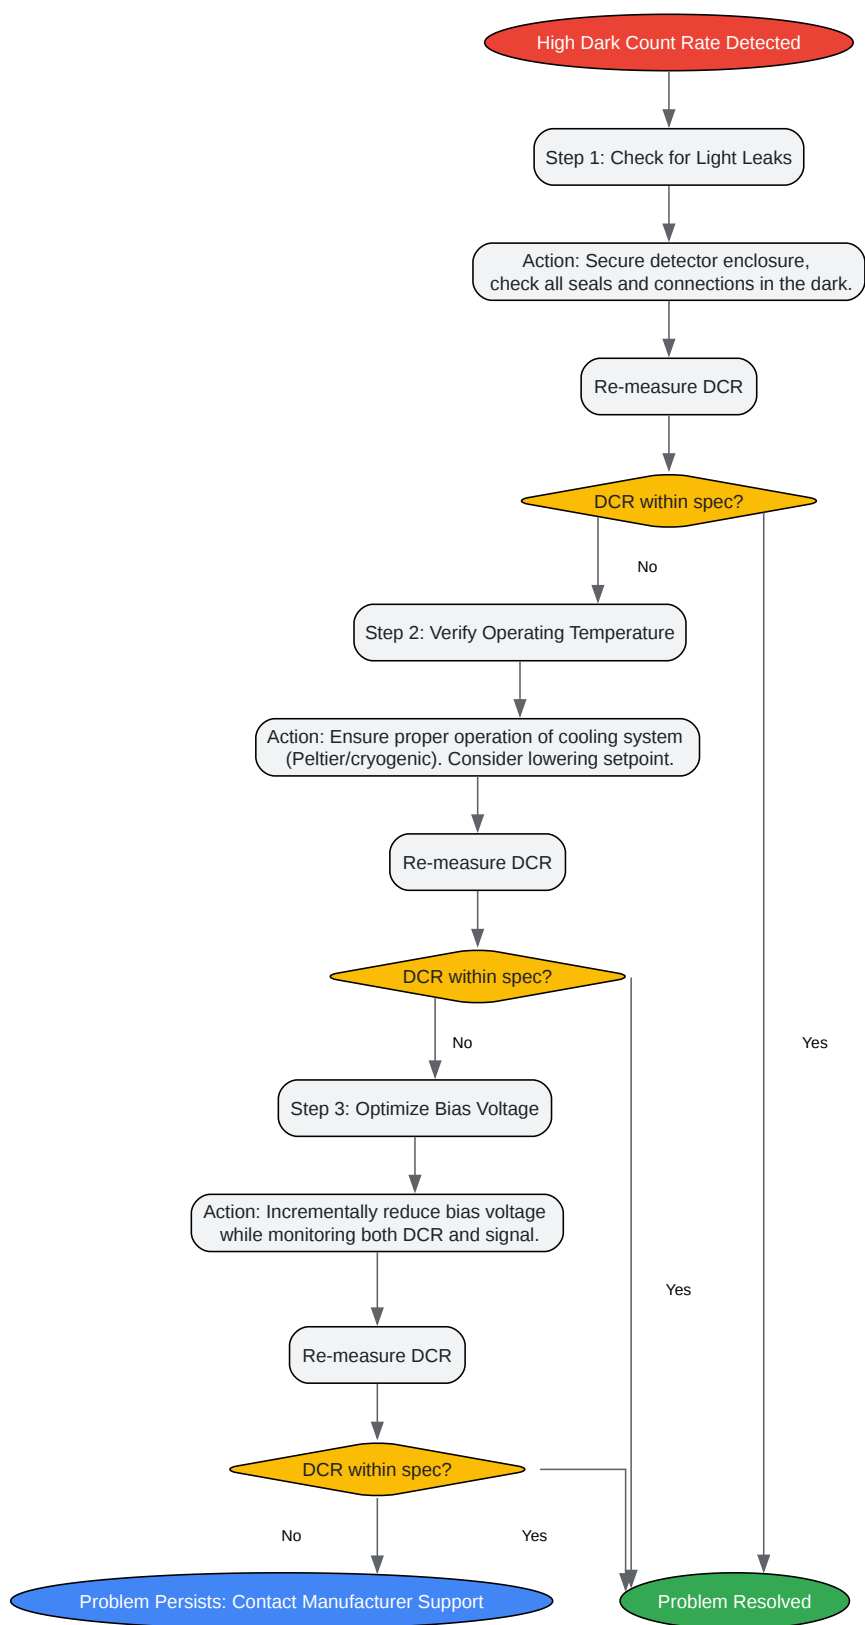 High Dark Count Rate Detected
Step 1: Check for Light Leaks
Action: Secure detector enclosure,
check all seals and connections in the dark.
Re-measure DCR
DCR within spec?
No
Step 2: Verify Operating Temperature
Action: Ensure proper operation of cooling system
(Peltier/cryogenic). Consider lowering setpoint.
Re-measure DCR
DCR within spec?
No
Yes
Step 3: Optimize Bias Voltage
Action: Incrementally reduce bias voltage
while monitoring both DCR and signal.
Yes
Re-measure DCR
DCR within spec?
No
Yes
Problem Persists: Contact Manufacturer Support
Problem Resolved